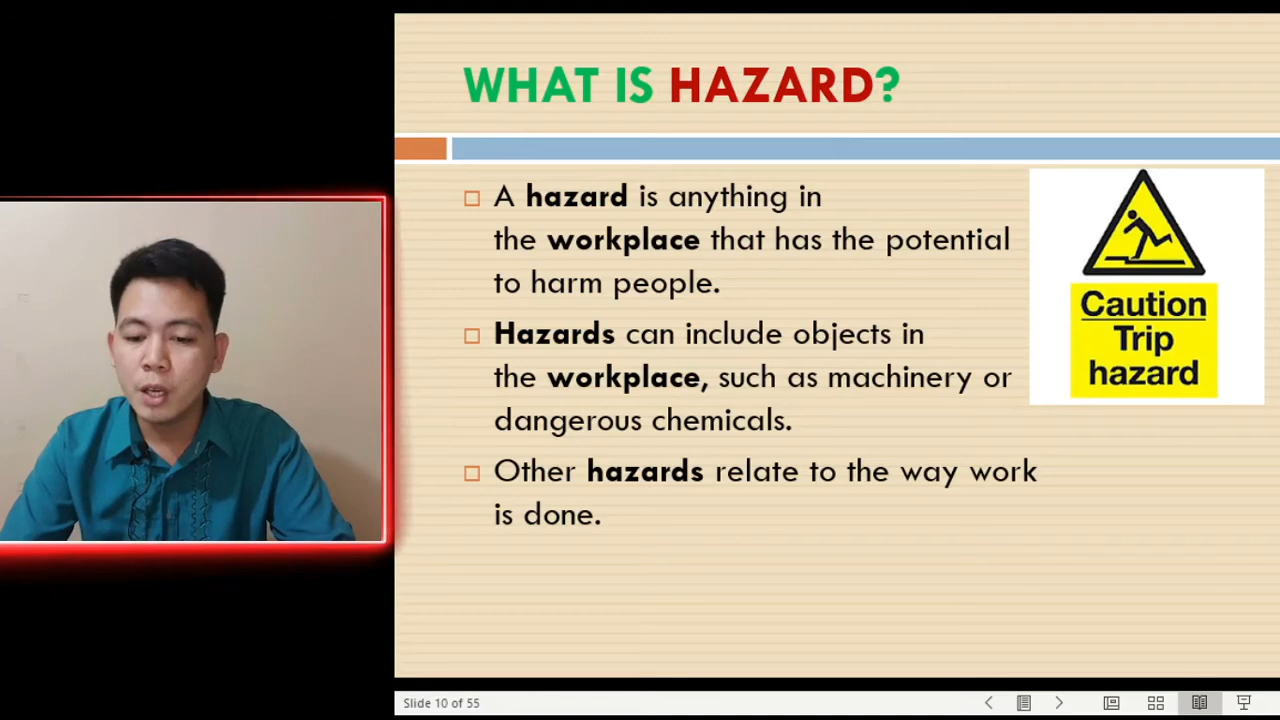 WHAT IS HAZARD?
A hazard is anything in
the workplace that has the potential
to harm people.
Hazards can include objects in
the workplace, such as machinery or
dangerous chemicals.
Other hazards relate to the way work
is done.
Caution
Trip
hazard
Slide 10 of 55